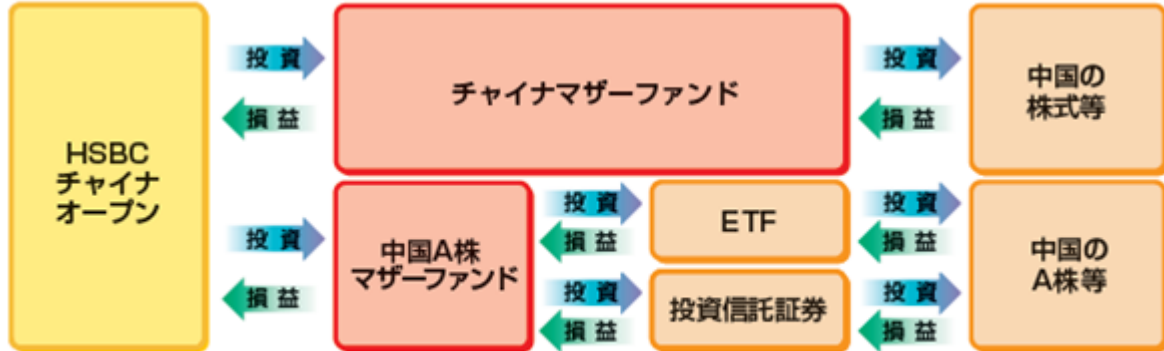 HSBC
チャイナ
オープン
投資
損益
チャイナマザーファンド
投資
損益
中国の
株式等
投資
損益
中国A株
マザーファンド
投資
損益
ETF
投資
損益
投資
損益
投資信託証券
投資
損益
中国の
A株等